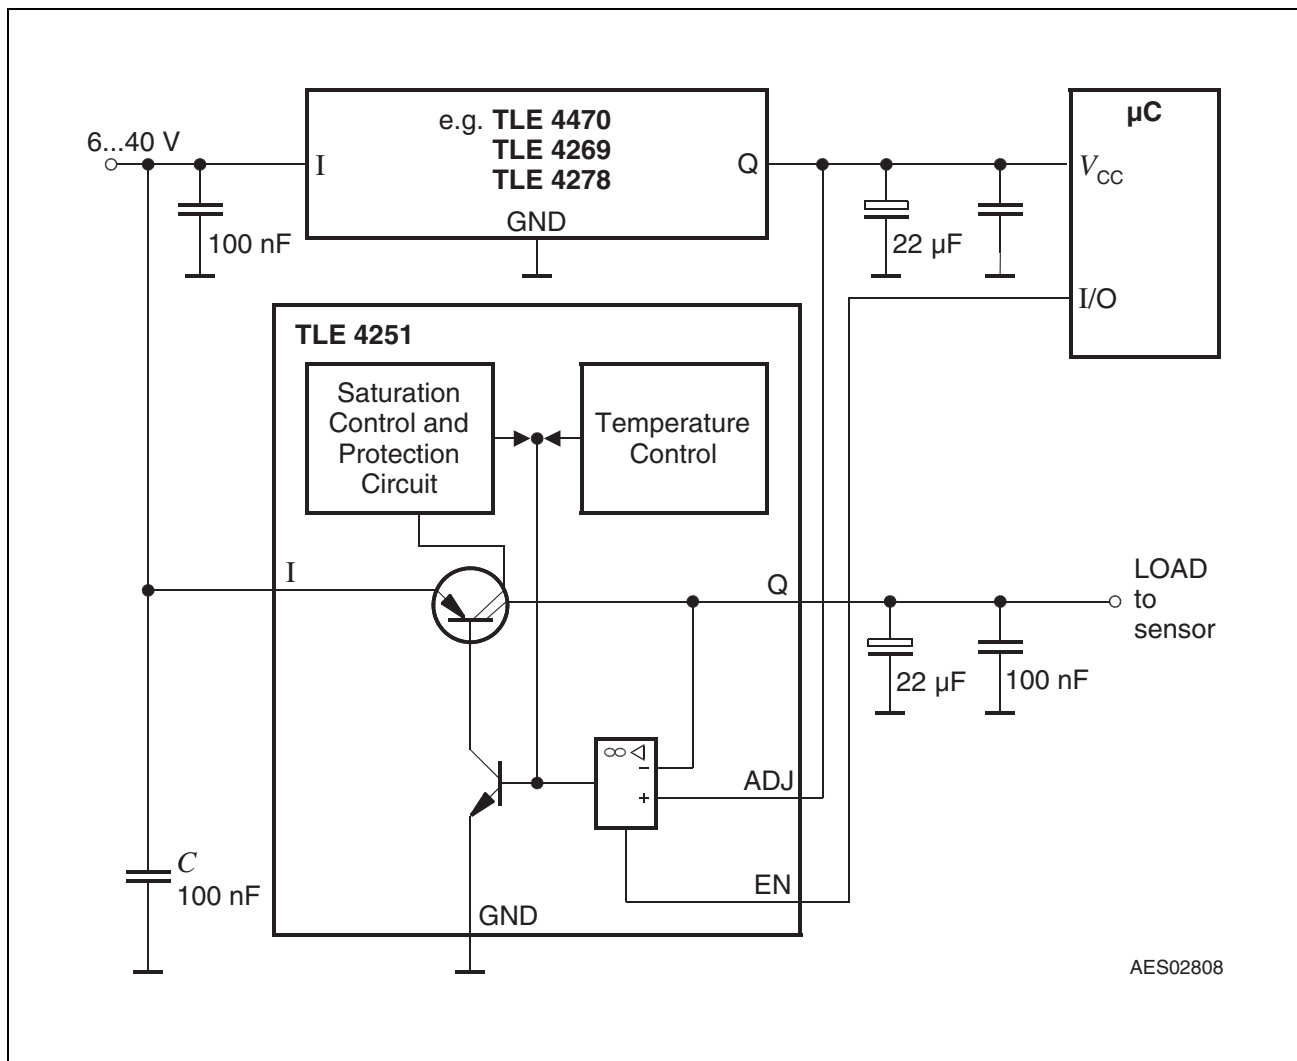 6...40 V
I
e.g. TLE 4470
TLE 4269
TLE 4278
Q
GND
100 nF
22 µF
µC
VCC
I/O
TLE 4251
Saturation
Control and
Protection
Circuit
Temperature
Control
I
Q
LOAD
to
sensor
22 µF
100 nF
∞
−
+
ADJ
EN
GND
C
100 nF
AES02808